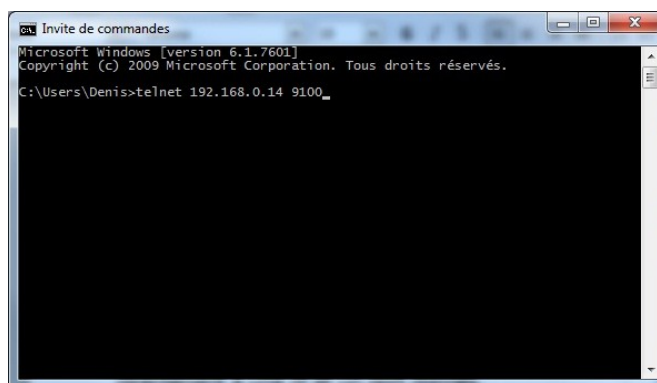 Invite de commandes
Microsoft Windows [version 6.1.7601]
Copyright (c) 2009 Microsoft Corporation. Tous droits réservés.
C:\Users\Denis>telnet 192.168.0.14 9100_